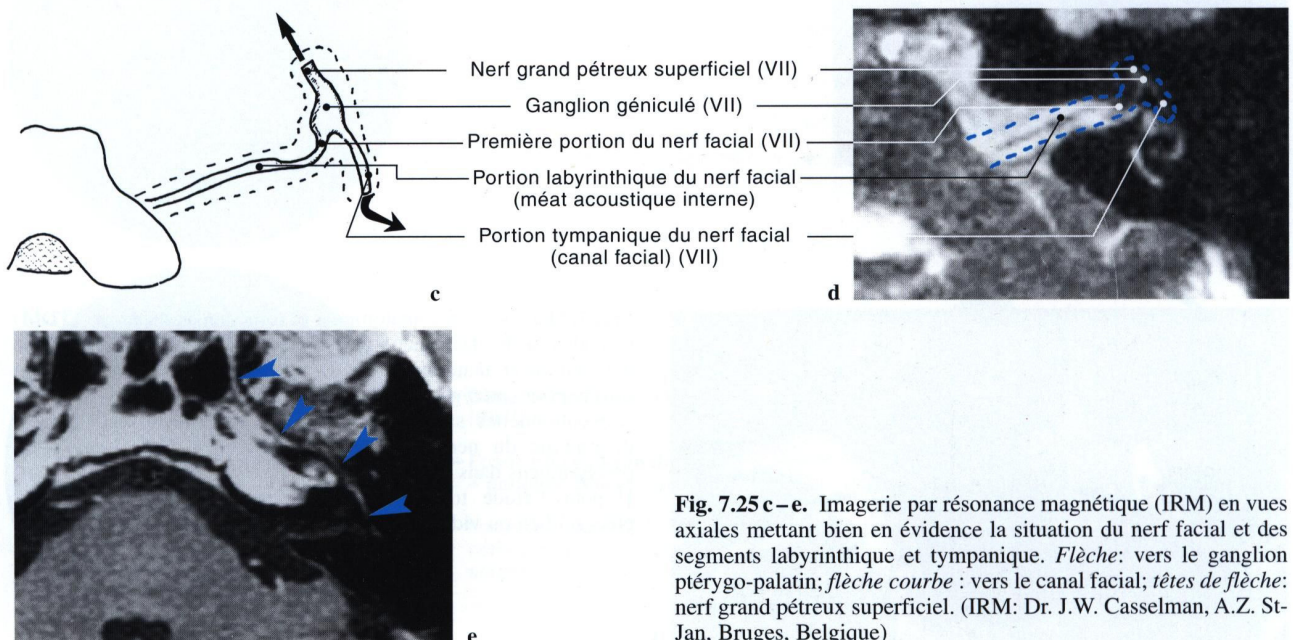 Nerf grand pétreux superficiel (VII)
Ganglion géniculé (VII)
Première portion du nerf facial (VII)
Portion labyrinthique du nerf facial
(méat acoustique interne)
Portion tympanique du nerf facial
(canal facial) (VII)
c
d
e
Fig. 7.25 c–e. Imagerie par résonance magnétique (IRM) en vues
axiales mettant bien en évidence la situation du nerf facial et des
segments labyrinthique et tympanique. Flèche: vers le ganglion
ptérygo-palatin; flèche courbe : vers le canal facial; têtes de flèche:
nerf grand pétreux superficiel. (IRM: Dr. J.W. Casselman, A.Z. St-
Jan, Bruges, Belgique)